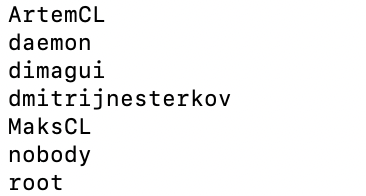 ArtemCL
daemon
dimagui
dmitrijnesterkov
MaksCL
nobody
root